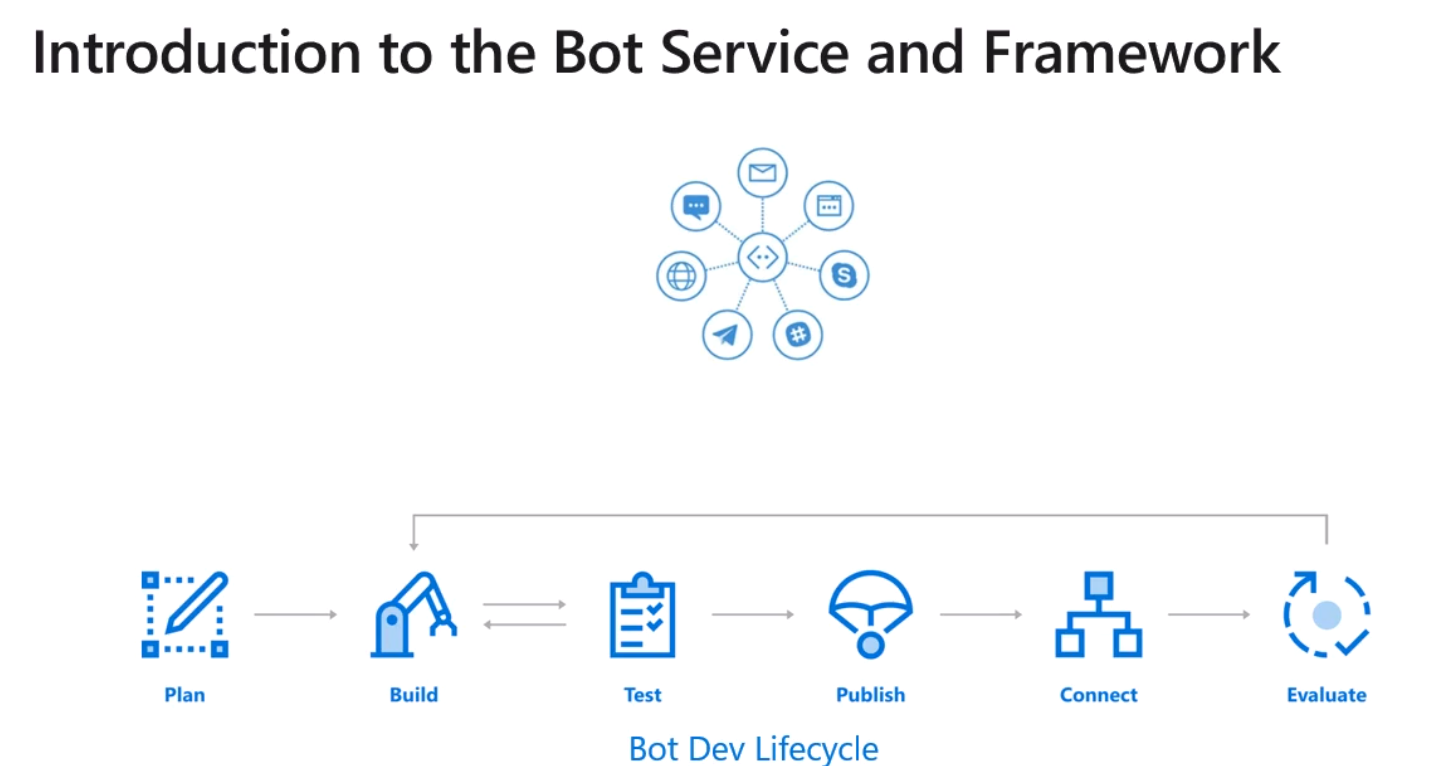 Introduction to the Bot Service and Framework
Plan
Build
Test
Publish
Connect
Evaluate
Bot Dev Lifecycle